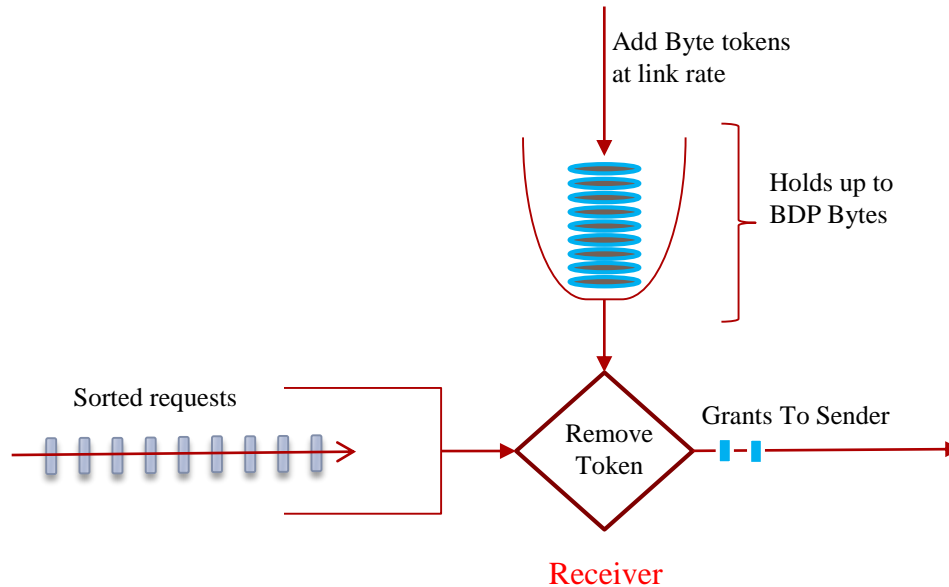 Add Byte tokens
at link rate
Holds up to
BDP Bytes
Sorted requests
Remove
Token
Grants To Sender
Receiver